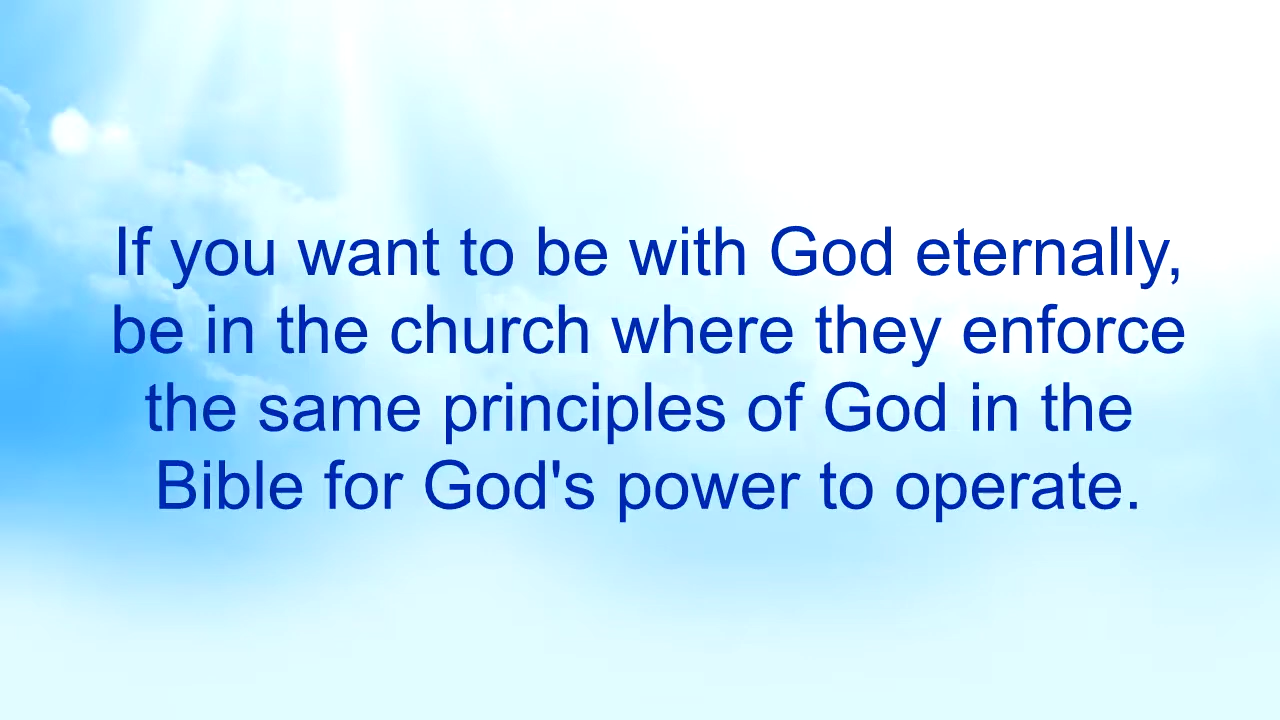 If you want to be with God eternally,
be in the church where they enforce
the same principles of God in the
Bible for God's power to operate.